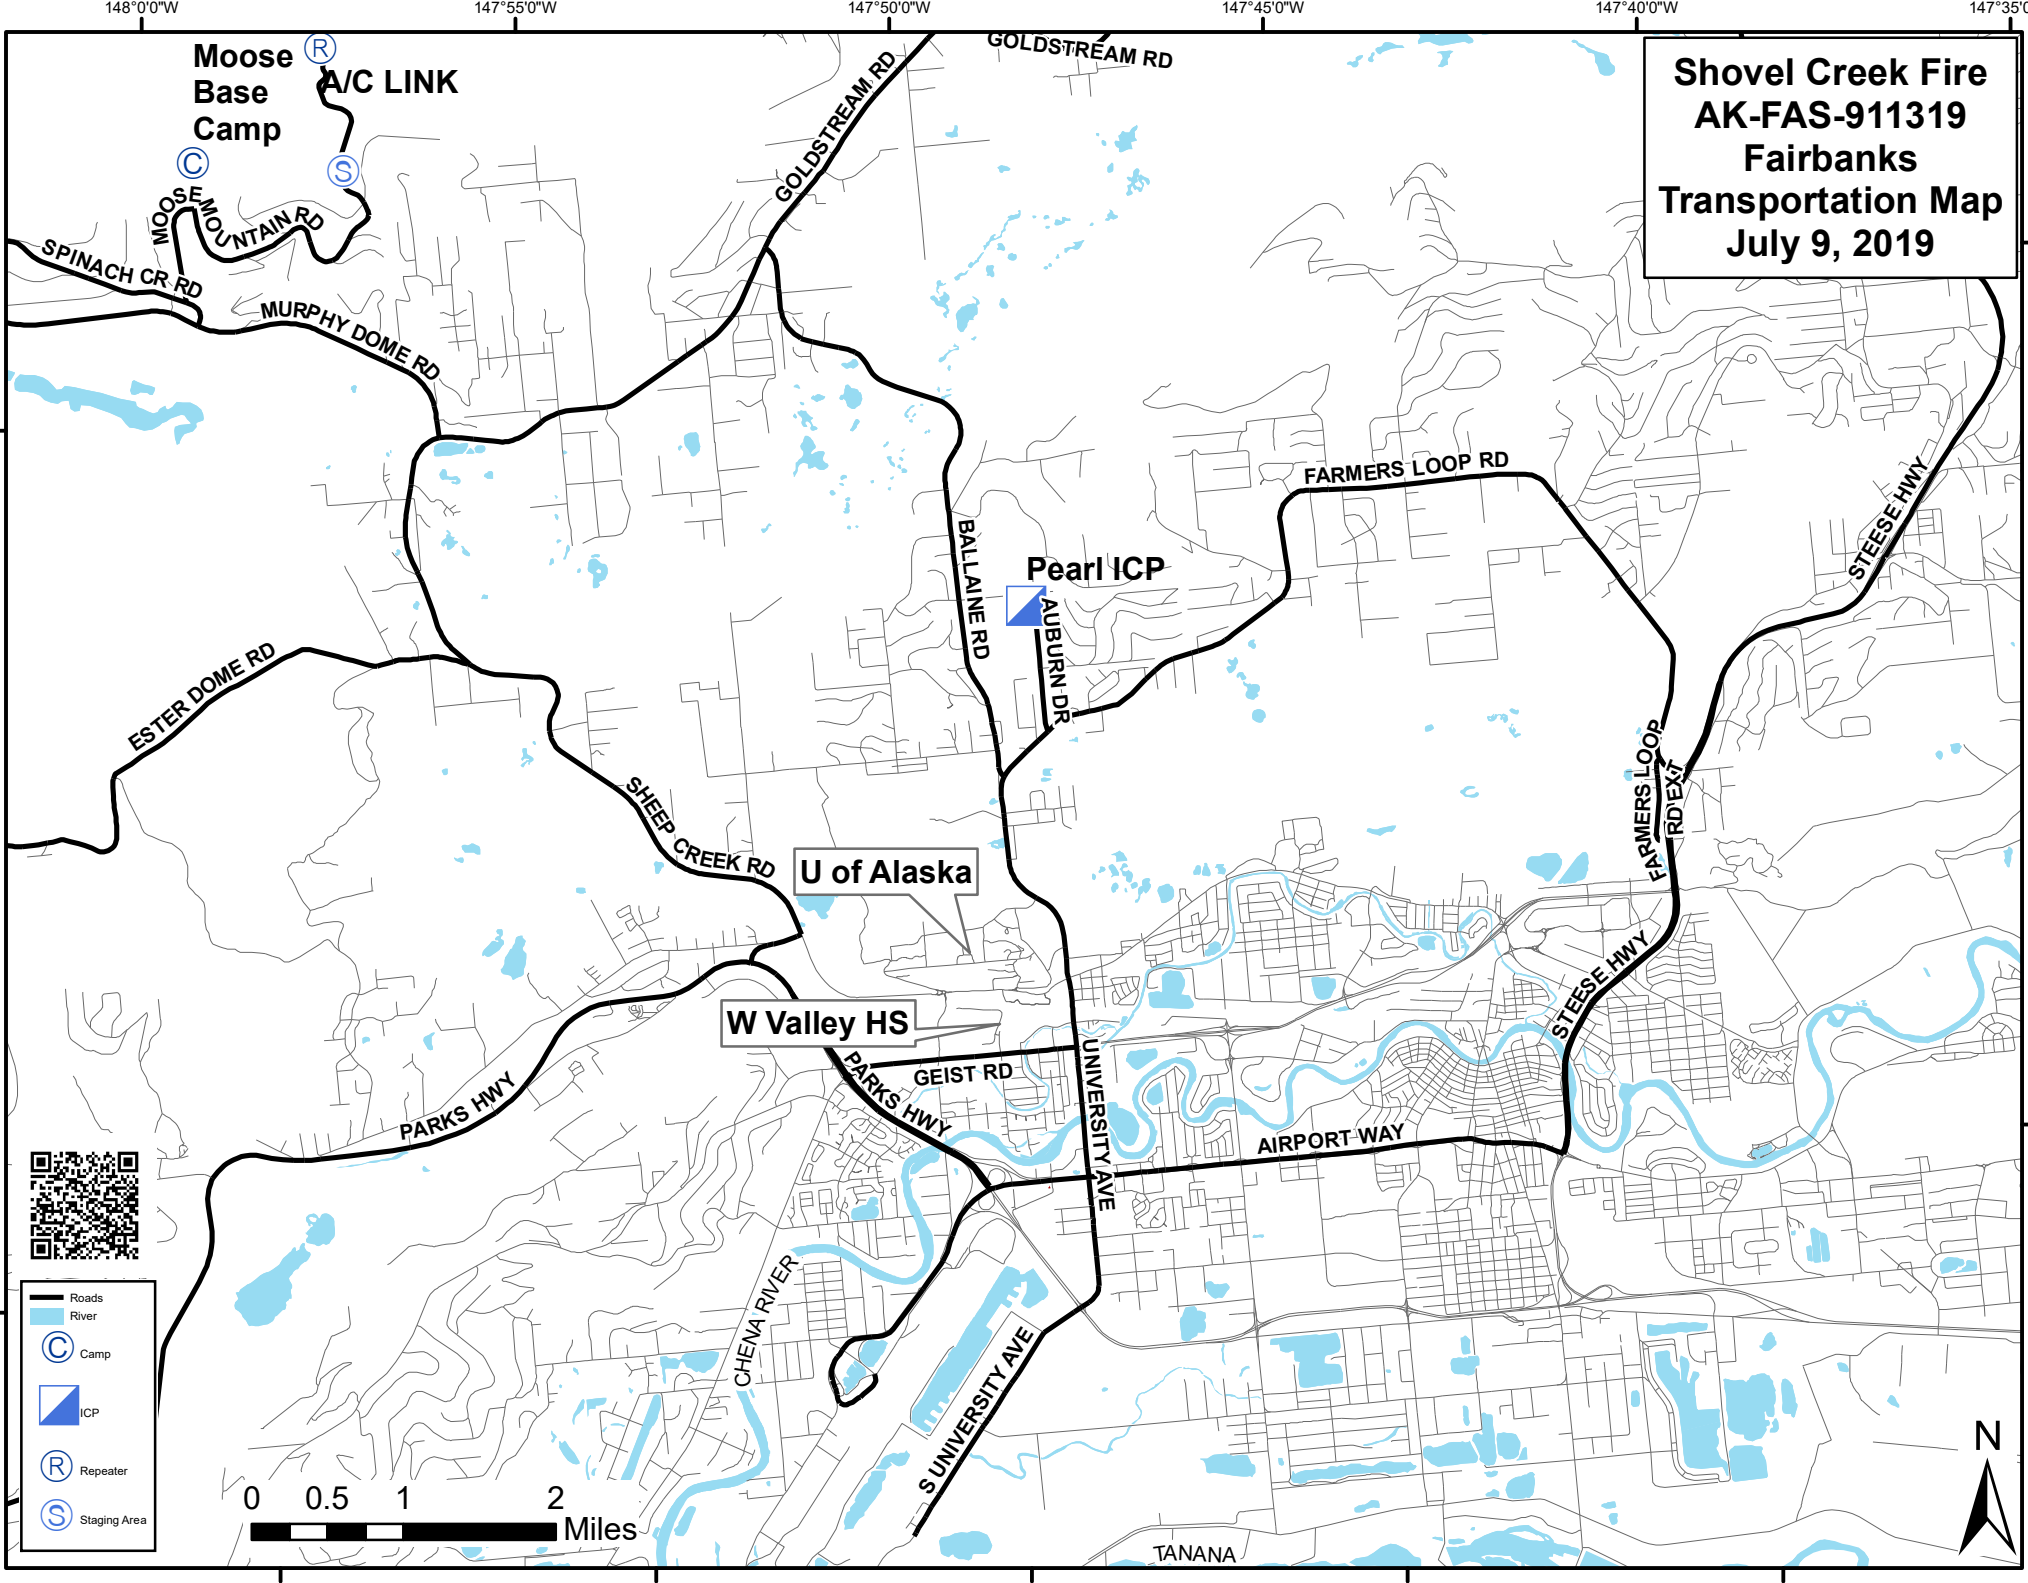 148°0'0"W
147°55'0"W
147°50'0"W
147°45'0"W
147°40'0"W
147°35'0
Shovel Creek Fire
AK-FAS-911319
Fairbanks
Transportation Map
July 9, 2019
R
A/C LINK
Moose
Base
Camp
C
S
MOOSE MOUNTAIN RD
SPINACH CR RD
MURPHY DOME RD
GOLDSTREAM RD
GOLDSTREAM RD
FARMERS LOOP RD
STEESE HWY
BALLAINE RD
Pearl ICP
AUBURN DR
ESTER DOME RD
SHEEP CREEK RD
FARMERS LOOP
RD EXT
U of Alaska
W Valley HS
STEESE HWY
GEIST RD
PARKS HWY
PARKS HWY
UNIVERSITY AVE
AIRPORT WAY
CHENA RIVER
S UNIVERSITY AVE
TANANA
Roads
River
C Camp
ICP
R Repeater
S Staging Area
0 0.5 1 2
Miles
N